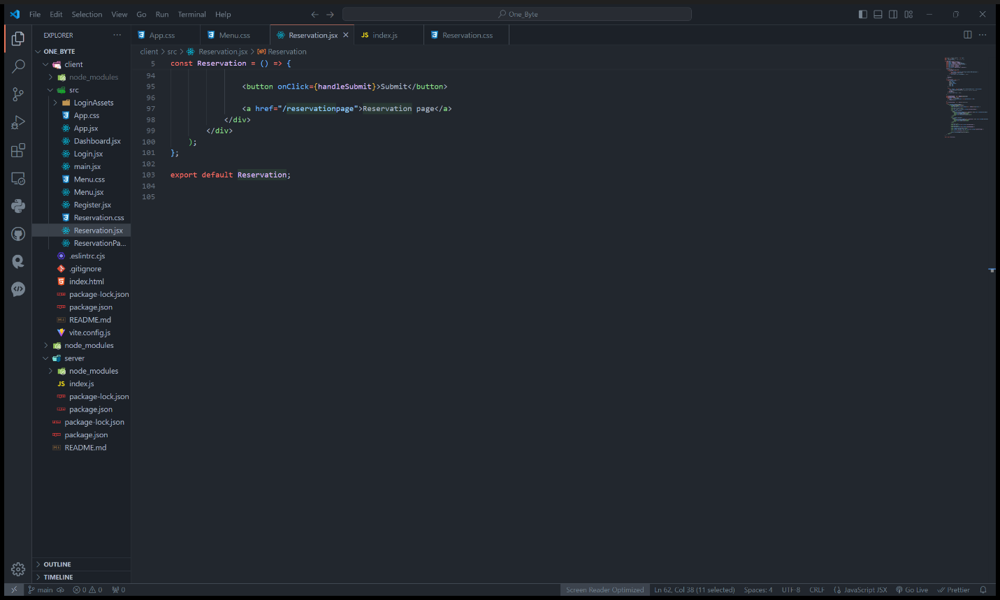 File Edit Selection View Go Run Terminal Help
One_Byte
EXPLORER
App.css
Menu.css
Reservation.jsx
JS index.js
Reservation.css
ONE_BYTE
client
node_modules
src
LoginAssets
App.css
App.jsx
Dashboard.jsx
Login.jsx
main.jsx
Menu.css
Menu.jsx
Register.jsx
Reservation.css
Reservation.jsx
ReservationPa...
.eslintrc.cjs
.gitignore
index.html
package-lock.json
package.json
README.md
vite.config.js
node_modules
server
node_modules
JS index.js
package-lock.json
package.json
package-lock.json
package.json
README.md
OUTLINE
TIMELINE
client > src > Reservation.jsx > Reservation
5 const Reservation = () => {
94
95 <button onClick={handleSubmit}>Submit</button>
96
97 <a href="/reservationpage">Reservation page</a>
98 </div>
99 </div>
100 );
101 };
102
103 export default Reservation;
104
105
main 0 0 0
Screen Reader Optimized Ln 62, Col 38 (11 selected) Spaces: 4 UTF-8 CRLF JavaScript JSX Go Live Prettier